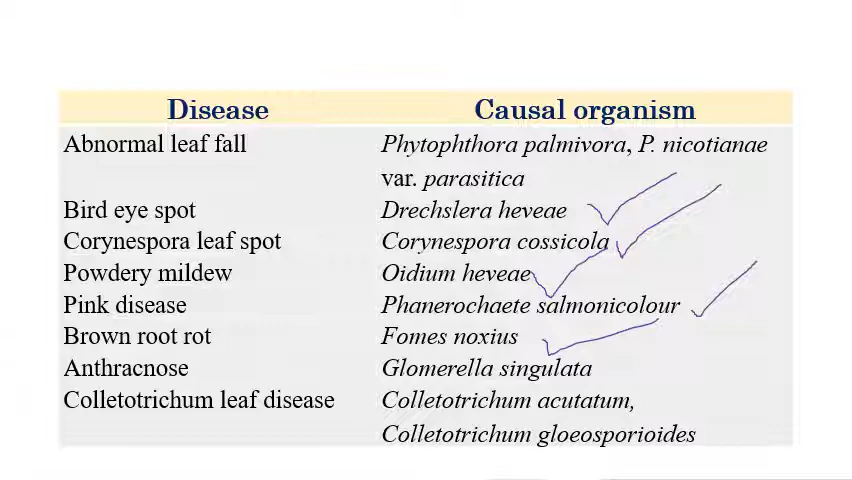 Disease Causal organism
Abnormal leaf fall Phytophthora palmivora, P. nicotianae
var. parasitica
Bird eye spot Drechslera heveae
Corynespora leaf spot Corynespora cossicola
Powdery mildew Oidium heveae
Pink disease Phanerochaete salmonicolour
Brown root rot Fomes noxius
Anthracnose Glomerella singulata
Colletotrichum leaf disease Colletotrichum acutatum,
Colletotrichum gloeosporioides